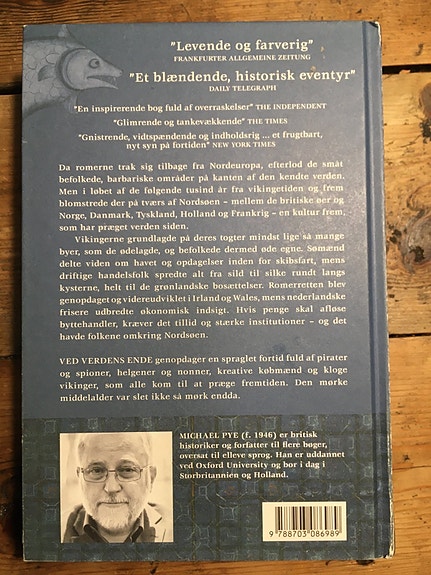 "Levende og farverig"
FRANKFURTER ALLGEMEINE ZEITUNG
"Et blændende, historisk eventyr"
DAILY TELEGRAPH
"En inspirerende bog fuld af overraskelser" THE INDEPENDENT
"Glimrende og tankevækkende" THE TIMES
"Gnistrende, vidtspændende og indholdsrig ... et frugtbart,
nyt syn på fortiden" NEW YORK TIMES
Da romerne trak sig tilbage fra Nordeuropa, efterlod de småt
befolkede, barbariske områder på kanten af den kendte verden.
Men i løbet af de følgende tusind år fra vikingetiden og frem
blomstrede der på tværs af Nordsøen – mellem de britiske øer og
Norge, Danmark, Tyskland, Holland og Frankrig – en kultur frem,
som har præget verden siden.
Vikingerne grundlagde på deres togter mindst lige så mange
byer, som de ødelagde, og befolkede dermed øde egne. Sømænd
delte viden om havet og opdagelser inden for skibsfart, mens
driftige handelsfolk spredte alt fra sild til silke rundt langs
kysterne, helt til de grønlandske bosættelser. Romerretten blev
genopdaget og videreudviklet i Irland og Wales, mens nederlandske
frisere udbredte økonomisk indsigt. Hvis penge skal afløse
byttehandler, kræver det tillid og stærke institutioner – og det
havde folkene omkring Nordsøen.
VED VERDENS ENDE genopdager en spraglet fortid fuld af pirater
og spioner, helgener og nonner, kreative købmænd og kloge
vikinger, som alle kom til at præge fremtiden. Den mørke
middelalder var slet ikke så mørk endda.
MICHAEL PYE (f. 1946) er britisk
historiker og forfatter til flere bøger,
oversat til elleve sprog. Han er uddannet
ved Oxford University og bor i dag i
Storbritannien og Holland.
9 788703 086989